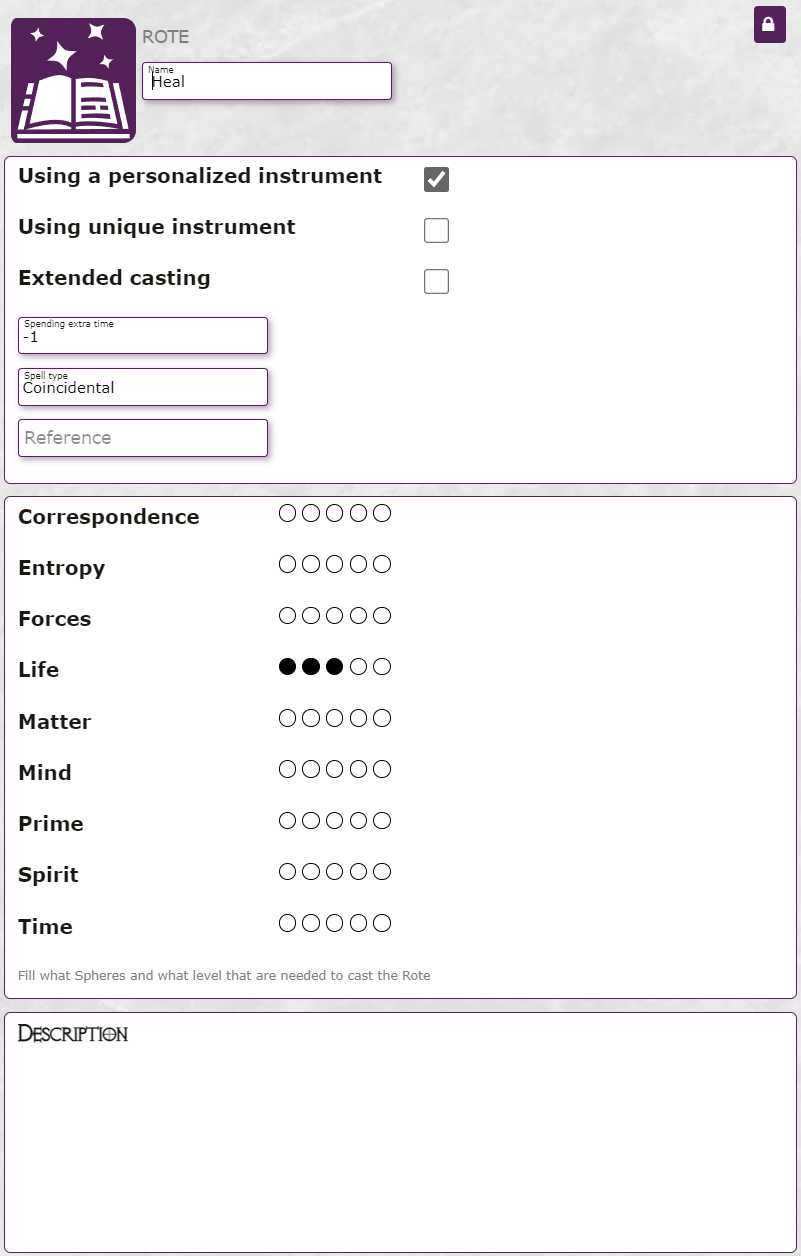 ROTE
Name
Heal
Using a personalized instrument
Using unique instrument
Extended casting
Spending extra time
-1
Spell type
Coincidental
Reference
Correspondence
Entropy
Forces
Life
Matter
Mind
Prime
Spirit
Time
Fill what Spheres and what level that are needed to cast the Rote
Description